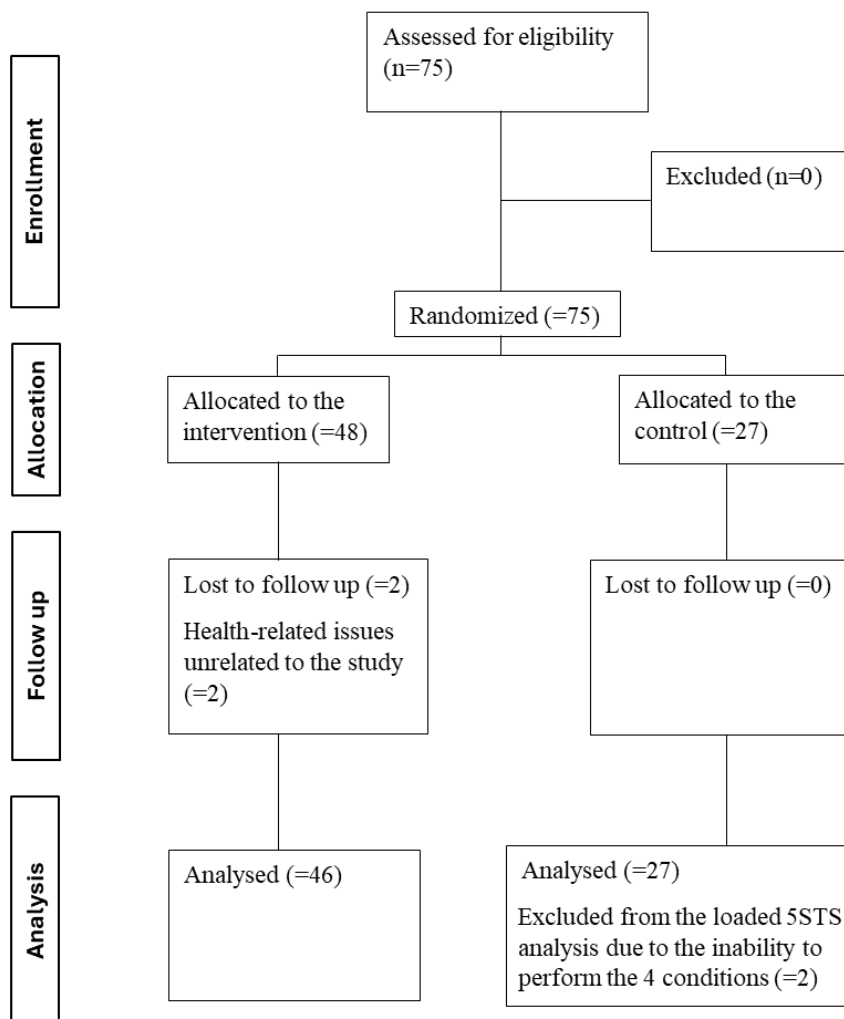 Enrollment
Assessed for eligibility
(n=75)
Excluded (n=0)
Randomized (=75)
Allocation
Allocated to the
intervention (=48)
Allocated to the
control (=27)
Follow up
Lost to follow up (=2)
Health-related issues
unrelated to the study
(=2)
Lost to follow up (=0)
Analysis
Analysed (=46)
Analysed (=27)
Excluded from the loaded 5STS
analysis due to the inability to
perform the 4 conditions (=2)